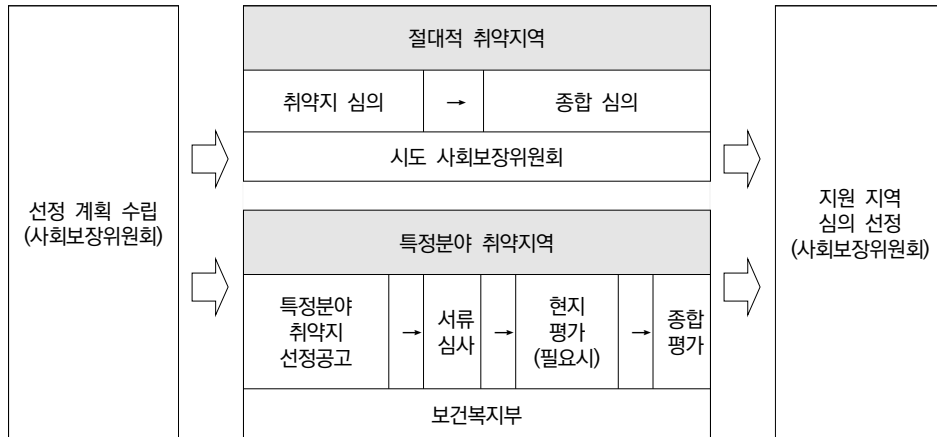 선정 계획 수립
(사회보장위원회)
절대적 취약지역
취약지 심의 → 종합 심의
시도 사회보장위원회
특정분야 취약지역
특정분야
취약지
선정공고
→
서류
심사
→
현지
평가
(필요시)
→
종합
평가
보건복지부
지원 지역
심의 선정
(사회보장위원회)